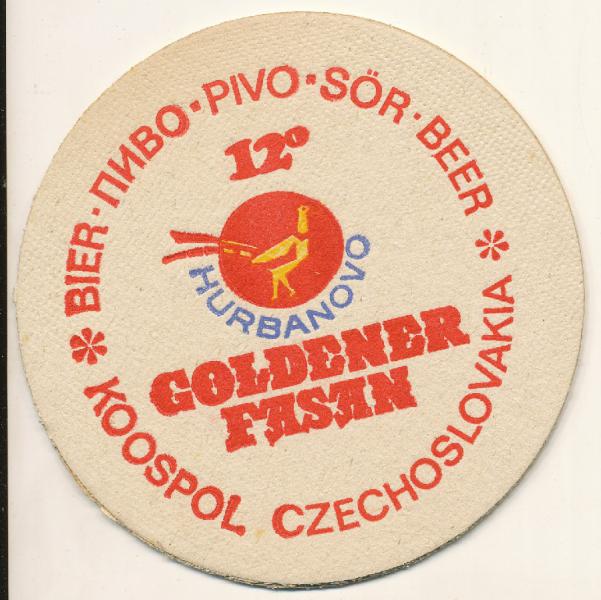 BIER·ПИВО·PIVO·SÖR·BEER
12°
HURBANOVO
GOLDENER
FASAN
KOOSPOL CZECHOSLOVAKIA